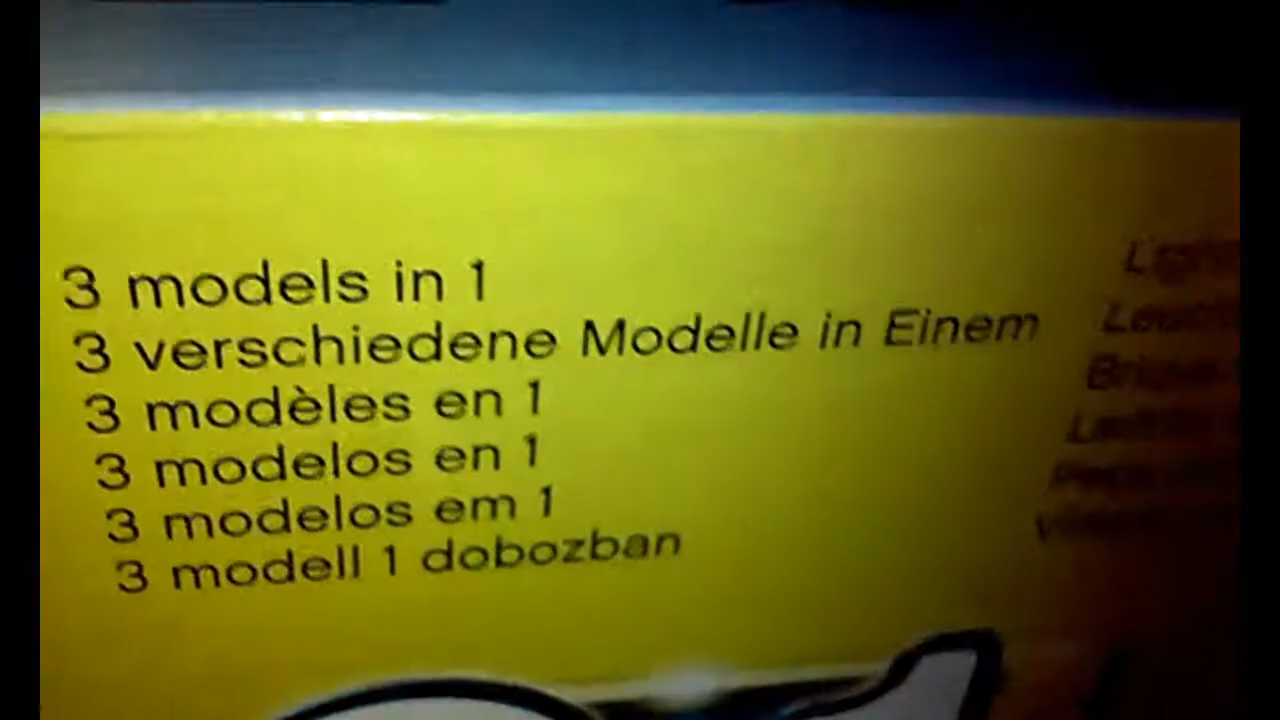 3 models in 1
3 verschiedene Modelle in Einem
3 modèles en 1
3 modelos en 1
3 modelos em 1
3 modell 1 dobozban